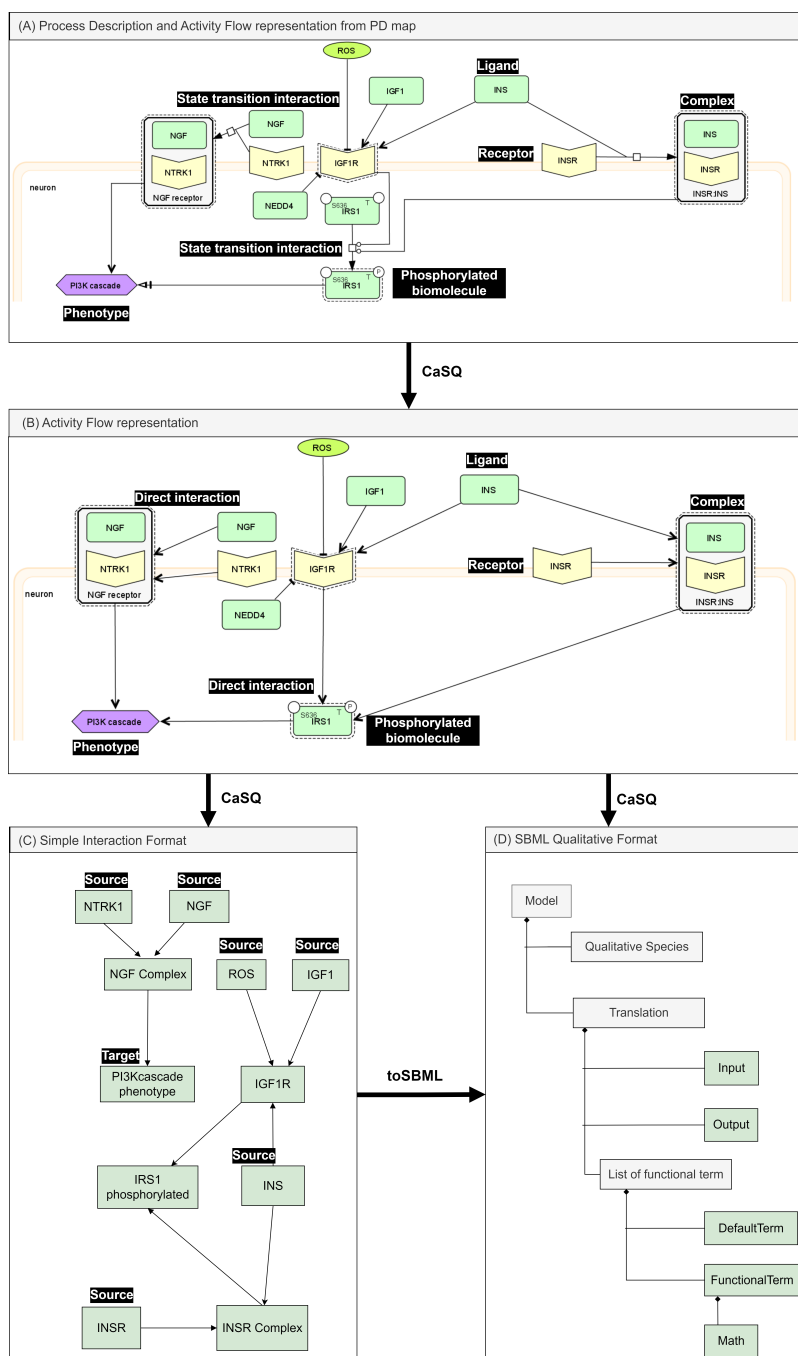 (A) Process Description and Activity Flow representation from PD map
ROS
Ligand
IGF1
INS
State transition interaction
NGF
Complex
NGF
INS
NTRK1
NTRK1
IGF1R
Receptor
INSR
INSR
neuron
NGF receptor
INSR:INS
NEDD4
S636
T
IRS1
State transition interaction
PI3K cascade
S636
T
P
IRS1
Phosphorylated
biomolecule
Phenotype
CaSQ
(B) Activity Flow representation
ROS
Ligand
IGF1
INS
Direct interaction
Complex
NGF
NGF
INS
NTRK1
NTRK1
IGF1R
Receptor
INSR
INSR
neuron
NGF receptor
INSR:INS
NEDD4
Direct interaction
S636
T
P
IRS1
PI3K cascade
Phosphorylated
biomolecule
Phenotype
CaSQ
CaSQ
(C) Simple Interaction Format
Source
Source
NTRK1
NGF
Source
Source
NGF Complex
ROS
IGF1
Target
PI3Kcascade
phenotype
IGF1R
Source
IRS1
phosphorylated
INS
Source
INSR
INSR Complex
toSBML
(D) SBML Qualitative Format
Model
Qualitative Species
Translation
Input
Output
List of functional term
DefaultTerm
FunctionalTerm
Math